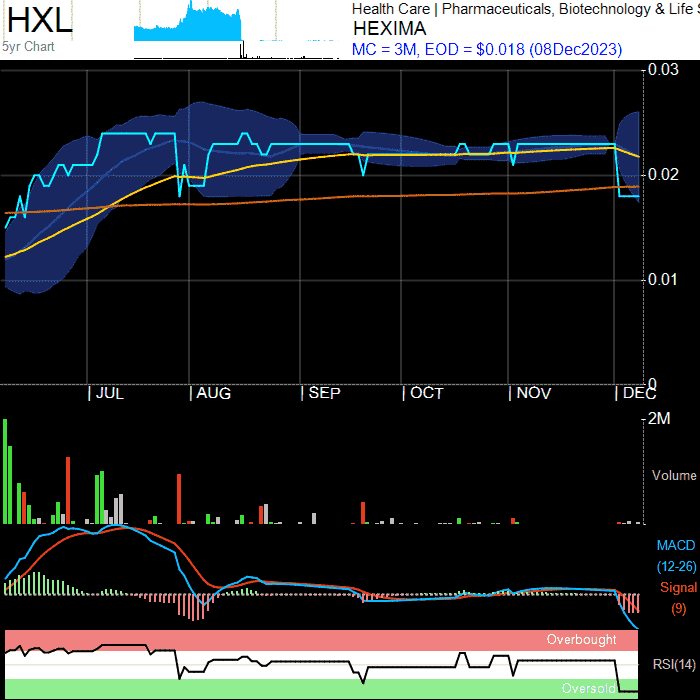 HXL
5yr Chart
Health Care | Pharmaceuticals, Biotechnology & Life S
HEXIMA
MC = 3M, EOD = $0.018 (08Dec2023)
0.03
0.02
0.01
0
| JUL | AUG | SEP | OCT | NOV | DEC
2M
Volume
MACD
(12-26)
Signal
(9)
Overbought
RSI(14)
Oversold